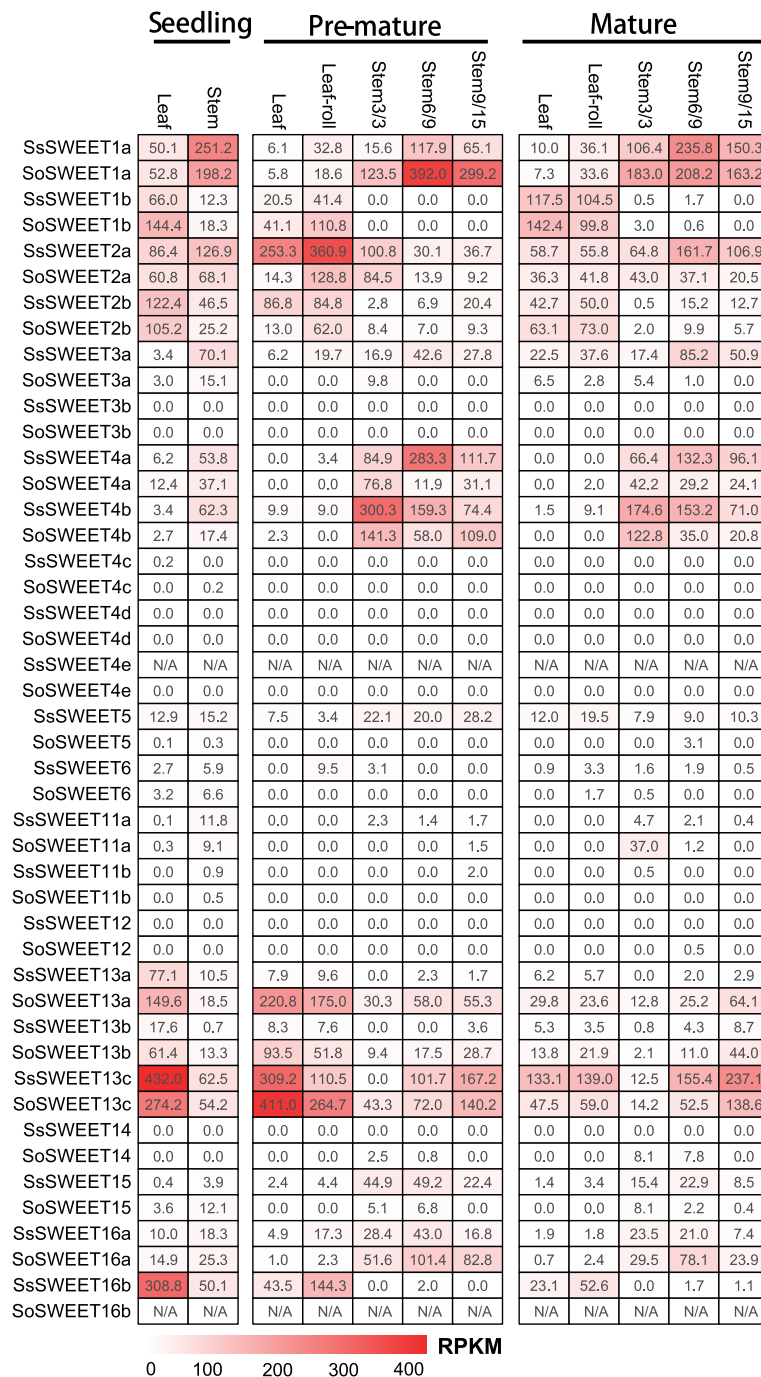 Seedling Pre-mature Mature
Leaf Stem Leaf Leaf-roll Stem3/3 Stem6/9 Stem9/15 Leaf Leaf-roll Stem3/3 Stem6/9 Stem9/15
SsSWEET1a 50.1 251.2 6.1 32.8 15.6 117.9 65.1 10.0 36.1 106.4 235.8 150.3
SoSWEET1a 52.8 198.2 5.8 18.6 123.5 392.0 299.2 7.3 33.6 183.0 208.2 163.2
SsSWEET1b 66.0 12.3 20.5 41.4 0.0 0.0 0.0 117.5 104.5 0.5 1.7 0.0
SoSWEET1b 144.4 18.3 41.1 110.8 0.0 0.0 0.0 142.4 99.8 3.0 0.6 0.0
SsSWEET2a 86.4 126.9 253.3 360.9 100.8 30.1 36.7 58.7 55.8 64.8 161.7 106.9
SoSWEET2a 60.8 68.1 14.3 128.8 84.5 13.9 9.2 36.3 41.8 43.0 37.1 20.5
SsSWEET2b 122.4 46.5 86.8 84.8 2.8 6.9 20.4 42.7 50.0 0.5 15.2 12.7
SoSWEET2b 105.2 25.2 13.0 62.0 8.4 7.0 9.3 63.1 73.0 2.0 9.9 5.7
SsSWEET3a 3.4 70.1 6.2 19.7 16.9 42.6 27.8 22.5 37.6 17.4 85.2 50.9
SoSWEET3a 3.0 15.1 0.0 0.0 9.8 0.0 0.0 6.5 2.8 5.4 1.0 0.0
SsSWEET3b 0.0 0.0 0.0 0.0 0.0 0.0 0.0 0.0 0.0 0.0 0.0 0.0
SoSWEET3b 0.0 0.0 0.0 0.0 0.0 0.0 0.0 0.0 0.0 0.0 0.0 0.0
SsSWEET4a 6.2 53.8 0.0 3.4 84.9 283.3 111.7 0.0 0.0 66.4 132.3 96.1
SoSWEET4a 12.4 37.1 0.0 0.0 76.8 11.9 31.1 0.0 2.0 42.2 29.2 24.1
SsSWEET4b 3.4 62.3 9.9 9.0 300.3 159.3 74.4 1.5 9.1 174.6 153.2 71.0
SoSWEET4b 2.7 17.4 2.3 0.0 141.3 58.0 109.0 0.0 0.0 122.8 35.0 20.8
SsSWEET4c 0.2 0.0 0.0 0.0 0.0 0.0 0.0 0.0 0.0 0.0 0.0 0.0
SoSWEET4c 0.0 0.2 0.0 0.0 0.0 0.0 0.0 0.0 0.0 0.0 0.0 0.0
SsSWEET4d 0.0 0.0 0.0 0.0 0.0 0.0 0.0 0.0 0.0 0.0 0.0 0.0
SoSWEET4d 0.0 0.0 0.0 0.0 0.0 0.0 0.0 0.0 0.0 0.0 0.0 0.0
SsSWEET4e N/A N/A N/A N/A N/A N/A N/A N/A N/A N/A N/A N/A
SoSWEET4e 0.0 0.0 0.0 0.0 0.0 0.0 0.0 0.0 0.0 0.0 0.0 0.0
SsSWEET5 12.9 15.2 7.5 3.4 22.1 20.0 28.2 12.0 19.5 7.9 9.0 10.3
SoSWEET5 0.1 0.3 0.0 0.0 0.0 0.0 0.0 0.0 0.0 0.0 3.1 0.0
SsSWEET6 2.7 5.9 0.0 9.5 3.1 0.0 0.0 0.9 3.3 1.6 1.9 0.5
SoSWEET6 3.2 6.6 0.0 0.0 0.0 0.0 0.0 0.0 1.7 0.5 0.0 0.0
SsSWEET11a 0.1 11.8 0.0 0.0 2.3 1.4 1.7 0.0 0.0 4.7 2.1 0.4
SoSWEET11a 0.3 9.1 0.0 0.0 0.0 0.0 1.5 0.0 0.0 37.0 1.2 0.0
SsSWEET11b 0.0 0.9 0.0 0.0 0.0 0.0 2.0 0.0 0.0 0.5 0.0 0.0
SoSWEET11b 0.0 0.5 0.0 0.0 0.0 0.0 0.0 0.0 0.0 0.0 0.0 0.0
SsSWEET12 0.0 0.0 0.0 0.0 0.0 0.0 0.0 0.0 0.0 0.0 0.0 0.0
SoSWEET12 0.0 0.0 0.0 0.0 0.0 0.0 0.0 0.0 0.0 0.0 0.5 0.0
SsSWEET13a 77.1 10.5 7.9 9.6 0.0 2.3 1.7 6.2 5.7 0.0 2.0 2.9
SoSWEET13a 149.6 18.5 220.8 175.0 30.3 58.0 55.3 29.8 23.6 12.8 25.2 64.1
SsSWEET13b 17.6 0.7 8.3 7.6 0.0 0.0 3.6 5.3 3.5 0.8 4.3 8.7
SoSWEET13b 61.4 13.3 93.5 51.8 9.4 17.5 28.7 13.8 21.9 2.1 11.0 44.0
SsSWEET13c 432.0 62.5 309.2 110.5 0.0 101.7 167.2 133.1 139.0 12.5 155.4 237.1
SoSWEET13c 274.2 54.2 411.0 264.7 43.3 72.0 140.2 47.5 59.0 14.2 52.5 138.6
SsSWEET14 0.0 0.0 0.0 0.0 0.0 0.0 0.0 0.0 0.0 0.0 0.0 0.0
SoSWEET14 0.0 0.0 0.0 0.0 2.5 0.8 0.0 0.0 0.0 8.1 7.8 0.0
SsSWEET15 0.4 3.9 2.4 4.4 44.9 49.2 22.4 1.4 3.4 15.4 22.9 8.5
SoSWEET15 3.6 12.1 0.0 0.0 5.1 6.8 0.0 0.0 0.0 8.1 2.2 0.4
SsSWEET16a 10.0 18.3 4.9 17.3 28.4 43.0 16.8 1.9 1.8 23.5 21.0 7.4
SoSWEET16a 14.9 25.3 1.0 2.3 51.6 101.4 82.8 0.7 2.4 29.5 78.1 23.9
SsSWEET16b 308.8 50.1 43.5 144.3 0.0 2.0 0.0 23.1 52.6 0.0 1.7 1.1
SoSWEET16b N/A N/A N/A N/A N/A N/A N/A N/A N/A N/A N/A N/A
0 100 200 300 400 RPKM